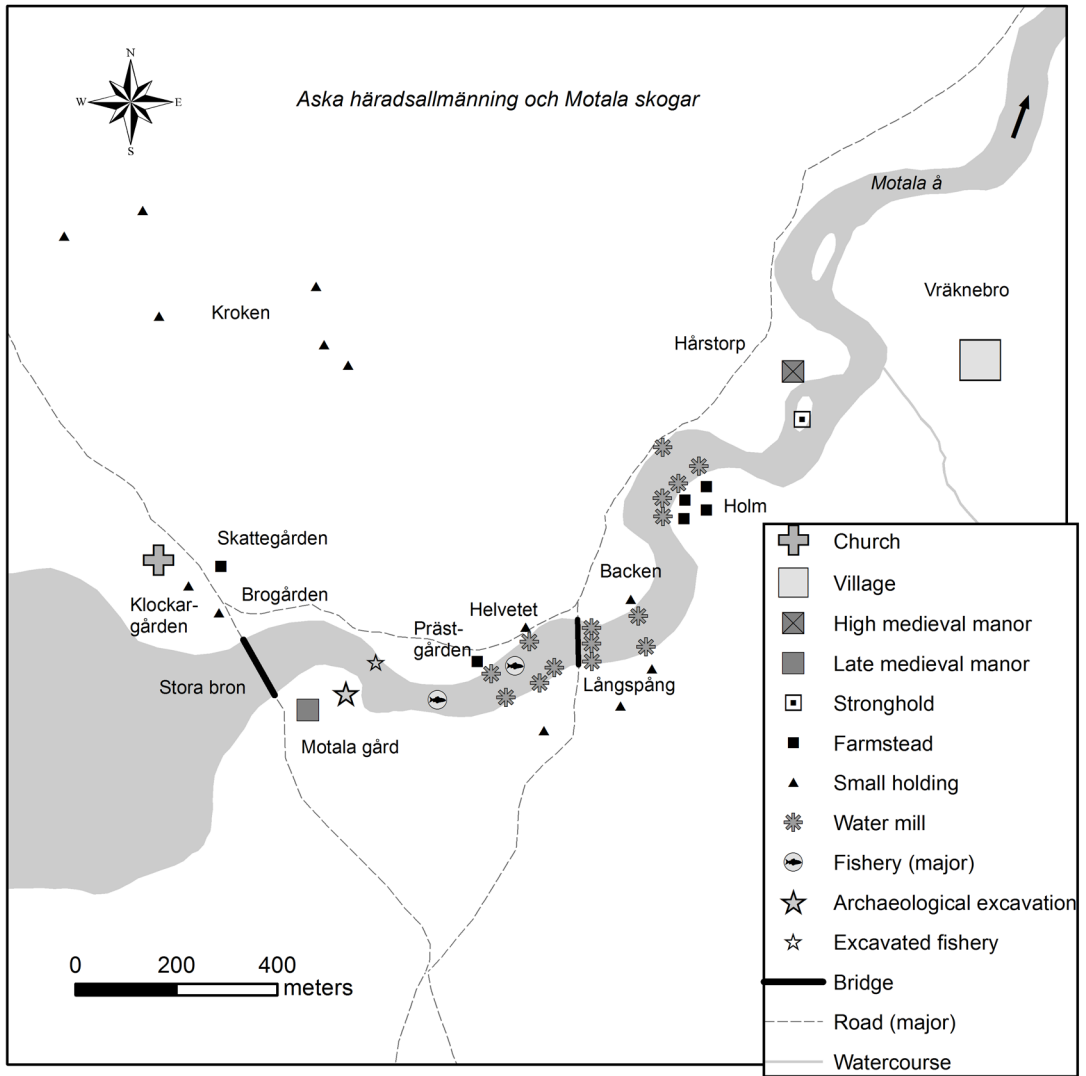 N
W
E
S
Aska häradsallmänning och Motala skogar
Motala å
Vräknebro
Kroken
Hårstorp
Holm
Skattegården
Backen
Brogården
Helvetet
Klockar-
gården
Präst-
gården
Stora bron
Långspång
Motala gård
0 200 400
meters
Church
Village
High medieval manor
Late medieval manor
Stronghold
Farmstead
Small holding
Water mill
Fishery (major)
Archaeological excavation
Excavated fishery
Bridge
Road (major)
Watercourse